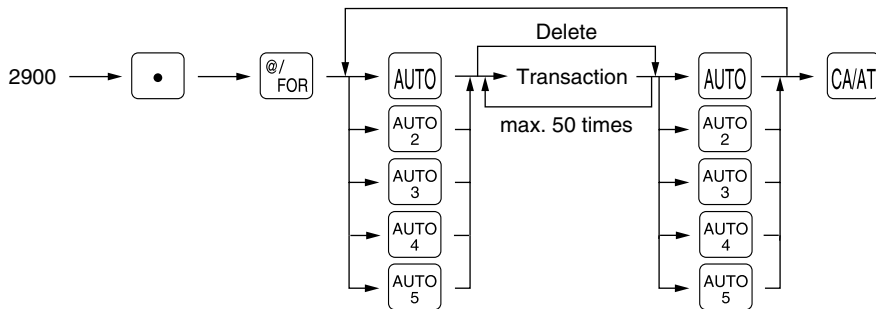 Delete
2900 • @/FOR AUTO Transaction AUTO CA/AT
max. 50 times
AUTO 2 AUTO 2
AUTO 3 AUTO 3
AUTO 4 AUTO 4
AUTO 5 AUTO 5